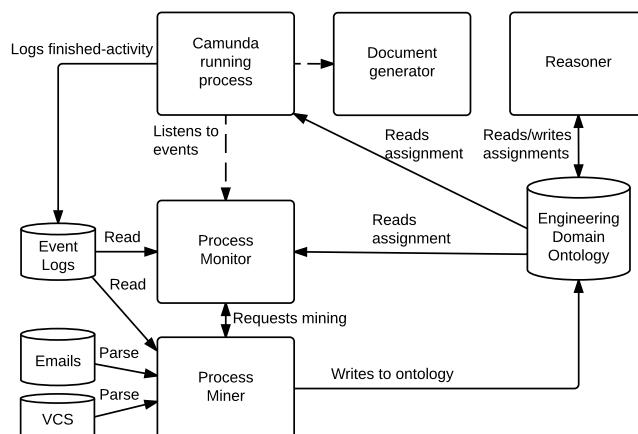 Logs finished-activity
Camunda
running
process
Document
generator
Reasoner
Listens to
events
Reads
assignment
Reads/writes
assignments
Engineering
Domain
Ontology
Event
Logs
Read
Process
Monitor
Reads
assignment
Read
Requests mining
Emails
Parse
Process
Miner
Writes to ontology
Parse
VCS